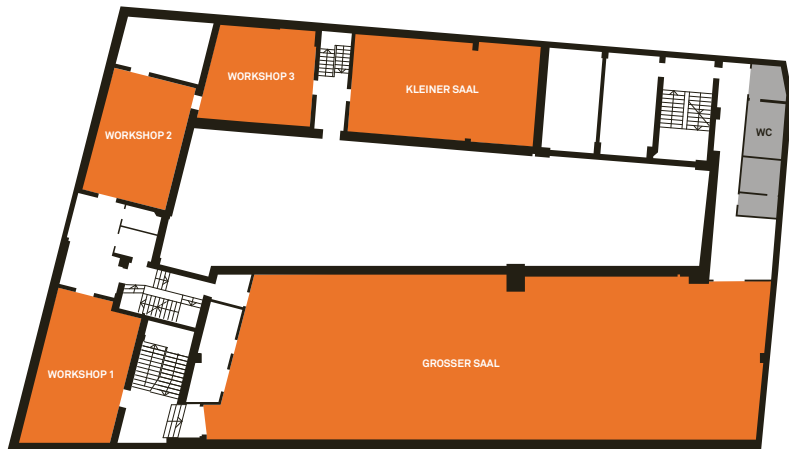 WORKSHOP 3
KLEINER SAAL
WORKSHOP 2
WC
WORKSHOP 1
GROSSER SAAL